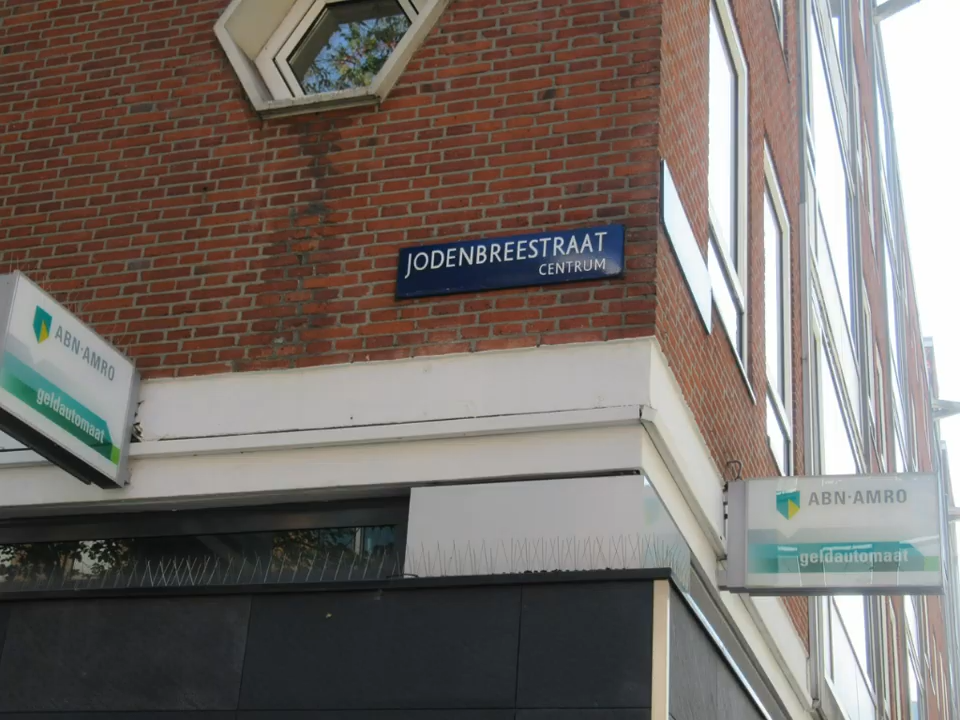 JODENBREESTRAAT
CENTRUM
ABN·AMRO
geldautomaat
ABN·AMRO
geldautomaat